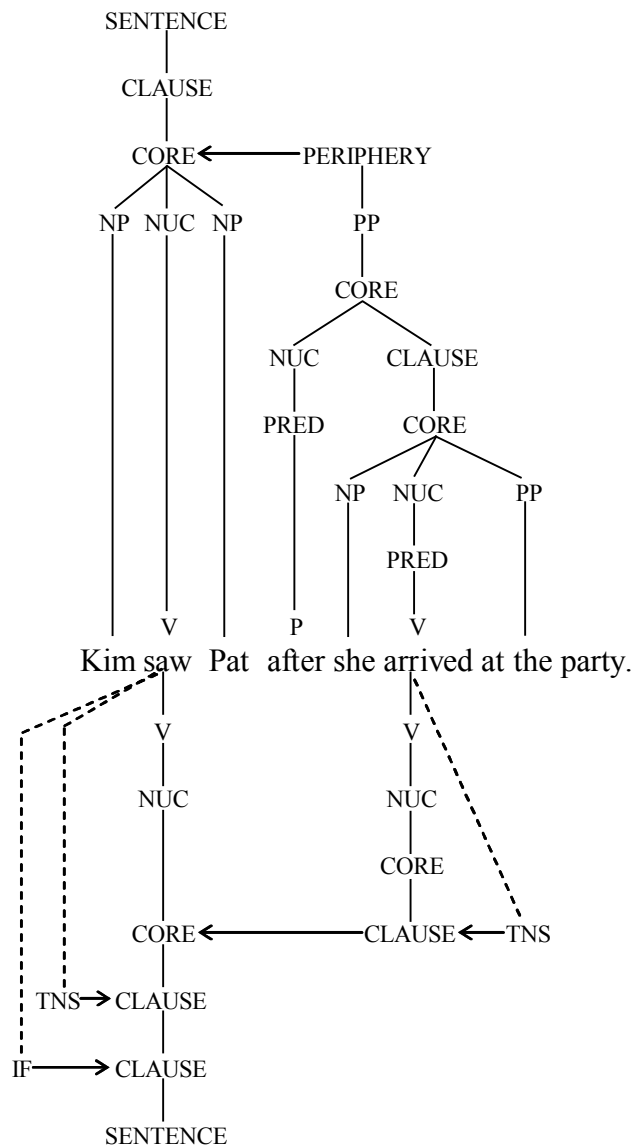 SENTENCE
CLAUSE
CORE PERIPHERY
NP NUC NP PP
CORE
NUC CLAUSE
PRED CORE
NP NUC PP
PRED
V P V
Kim saw Pat after she arrived at the party.
V V
NUC NUC
CORE
CORE CLAUSE TNS
TNS CLAUSE
IF CLAUSE
SENTENCE